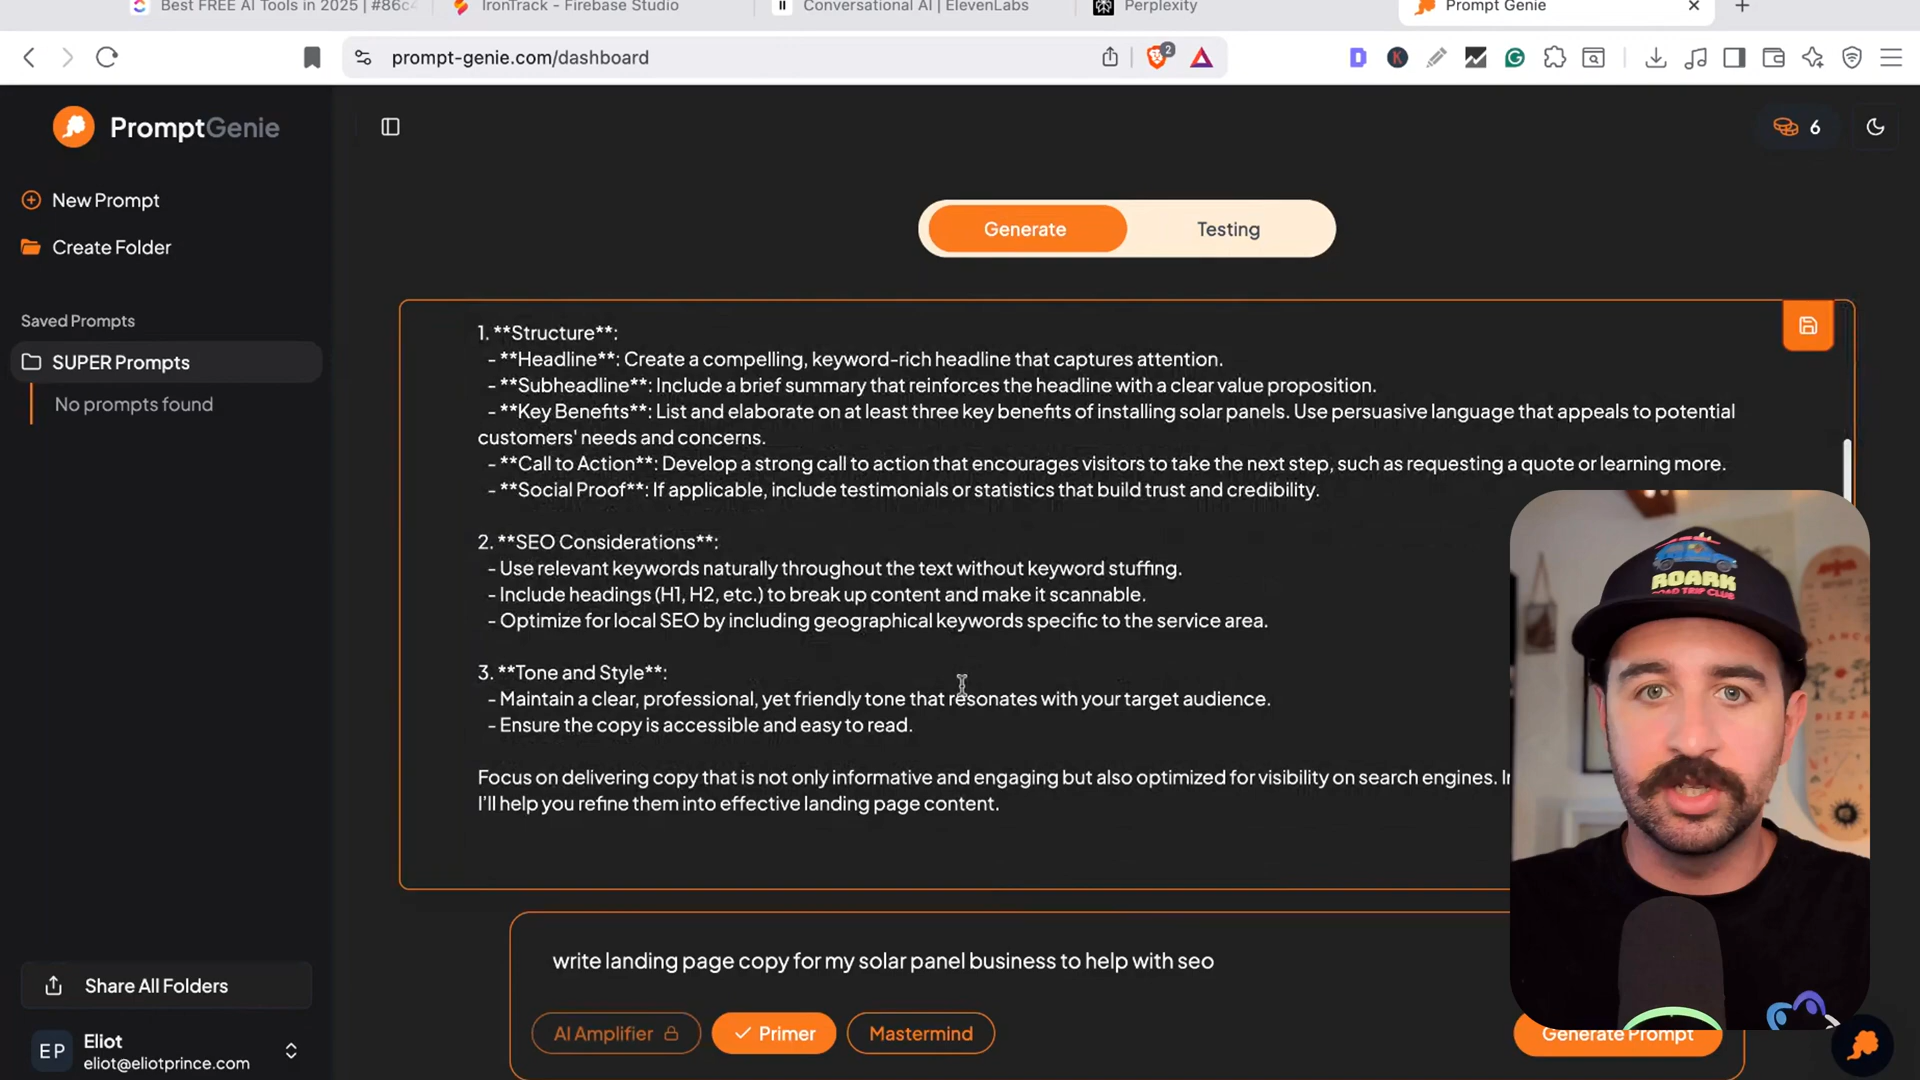 Best FREE AI Tools in 2025 | #86c4
IronTrack - Firebase Studio
Conversational AI | ElevenLabs
Perplexity
Prompt Genie
prompt-genie.com/dashboard
2
PromptGenie
6
New Prompt
Create Folder
Generate
Testing
Saved Prompts
SUPER Prompts
No prompts found
1. **Structure**:
- **Headline**: Create a compelling, keyword-rich headline that captures attention.
- **Subheadline**: Include a brief summary that reinforces the headline with a clear value proposition.
- **Key Benefits**: List and elaborate on at least three key benefits of installing solar panels. Use persuasive language that appeals to potential
customers' needs and concerns.
- **Call to Action**: Develop a strong call to action that encourages visitors to take the next step, such as requesting a quote or learning more.
- **Social Proof**: If applicable, include testimonials or statistics that build trust and credibility.
2. **SEO Considerations**:
- Use relevant keywords naturally throughout the text without keyword stuffing.
- Include headings (H1, H2, etc.) to break up content and make it scannable.
- Optimize for local SEO by including geographical keywords specific to the service area.
3. **Tone and Style**:
- Maintain a clear, professional, yet friendly tone that resonates with your target audience.
- Ensure the copy is accessible and easy to read.
Focus on delivering copy that is not only informative and engaging but also optimized for visibility on search engines.
I'll help you refine them into effective landing page content.
write landing page copy for my solar panel business to help with seo
AI Amplifier
Primer
Mastermind
Generate Prompt
Share All Folders
EP
Eliot
eliot@eliotprince.com
ROARK
ROAD TRIP CLUB
PIZZA